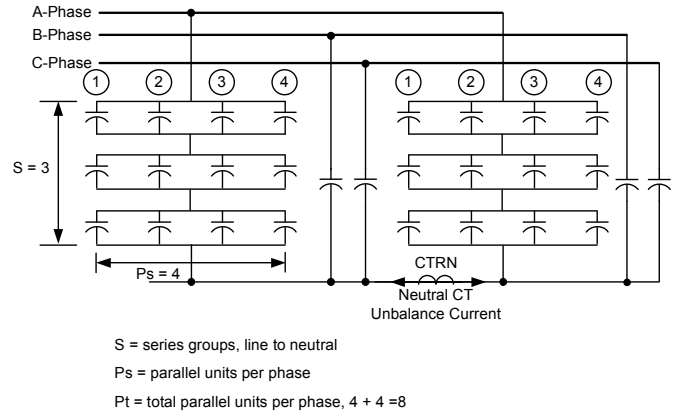 A-Phase
B-Phase
C-Phase
1 2 3 4 1 2 3 4
S = 3
Ps = 4
CTRN
Neutral CT
Unbalance Current
S = series groups, line to neutral
Ps = parallel units per phase
Pt = total parallel units per phase, 4 + 4 =8